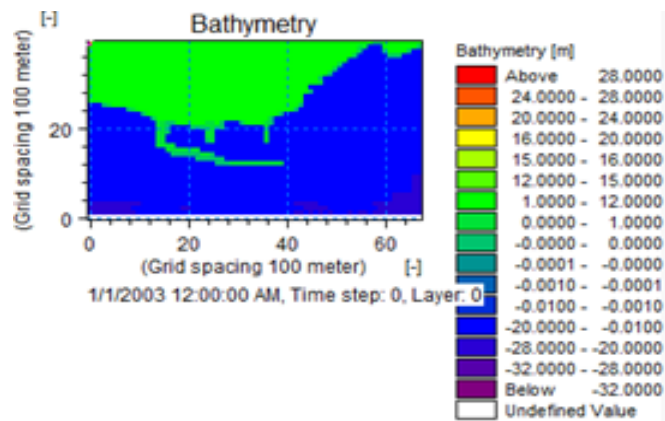 [-]
Bathymetry
(Grid spacing 100 meter)
20
0
0 20 40 60
(Grid spacing 100 meter) [-]
1/1/2003 12:00:00 AM, Time step: 0, Layer: 0
Bathymetry [m]
Above 28.0000
24.0000 - 28.0000
20.0000 - 24.0000
16.0000 - 20.0000
15.0000 - 16.0000
12.0000 - 15.0000
1.0000 - 12.0000
0.0000 - 1.0000
-0.0000 - 0.0000
-0.0001 - -0.0000
-0.0010 - -0.0001
-0.0100 - -0.0010
-20.0000 - -0.0100
-28.0000 - -20.0000
-32.0000 - -28.0000
Below -32.0000
Undefined Value